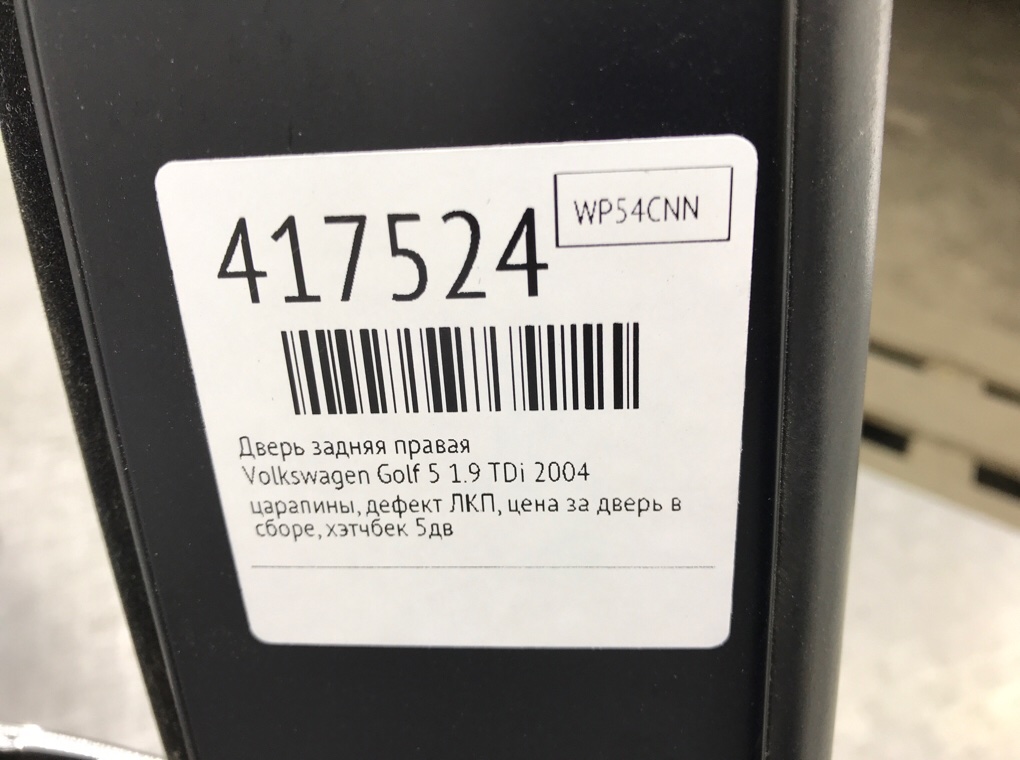 417524
WP54CNN
Дверь задняя правая
Volkswagen Golf 5 1.9 TDi 2004
царапины, дефект ЛКП, цена за дверь в
сборе, хэтчбек 5дв